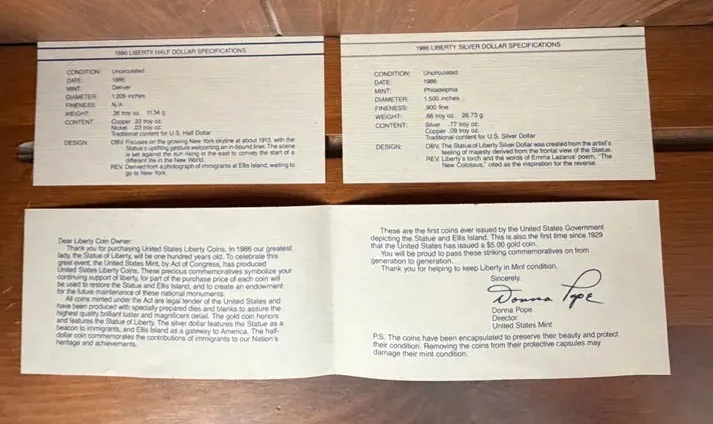 1986 LIBERTY HALF DOLLAR SPECIFICATIONS
CONDITION: Uncirculated
DATE: 1986
MINT: Denver
DIAMETER: 1.205 inches
FINENESS: N/A
WEIGHT: .36 troy oz. 11.34 g
CONTENT: Copper .33 troy oz.
Nickel .03 troy oz.
Traditional content for U.S. Half Dollar
DESIGN: OBV. Focuses on the growing New York skyline at about 1913, with the
Statue's uplifting gesture welcoming an in-bound liner. The scene
is set against the sun rising in the east to convey the start of a
different life in the New World.
REV. Derived from a photograph of immigrants at Ellis Island, waiting to
go to New York.
1986 LIBERTY SILVER DOLLAR SPECIFICATIONS
CONDITION: Uncirculated
DATE: 1986
MINT: Philadelphia
DIAMETER: 1.500 inches
FINENESS: .900 fine
WEIGHT: .86 troy oz. 26.73 g
CONTENT: Silver .77 troy oz.
Copper .09 troy oz.
Traditional content for U.S. Silver Dollar
DESIGN: OBV. The Statue of Liberty Silver Dollar was created from the artist's
feeling of majesty derived from the frontal view of the Statue.
REV. Liberty's torch and the words of Emma Lazarus' poem, "The
New Colossus," cited as the inspiration for the reverse.
Dear Liberty Coin Owner:
Thank you for purchasing United States Liberty Coins. In 1986 our greatest
lady, the Statue of Liberty, will be one hundred years old. To celebrate this
great event, the United States Mint, by Act of Congress, has produced
United States Liberty Coins. These precious commemoratives symbolize your
continuing support of liberty, for part of the purchase price of each coin will
be used to restore the Statue and Ellis Island, and to create an endowment
for the future maintenance of these national monuments.
All coins minted under the Act are legal tender of the United States and
have been produced with specially prepared dies and blanks to assure the
highest quality brilliant luster and magnificent detail. The gold coin honors
and features the Statue of Liberty. The silver dollar features the Statue as a
beacon to immigrants, and Ellis Island as a gateway to America. The half-
dollar coin commemorates the contributions of immigrants to our Nation's
heritage and achievements.
These are the first coins ever issued by the United States Government
depicting the Statue and Ellis Island. This is also the first time since 1929
that the United States has issued a $5.00 gold coin.
You will be proud to pass these striking commemoratives on from
generation to generation.
Thank you for helping to keep Liberty in Mint condition.
Sincerely,
Donna Pope
Donna Pope
Director
United States Mint
P.S. The coins have been encapsulated to preserve their beauty and protect
their condition. Removing the coins from their protective capsules may
damage their mint condition.